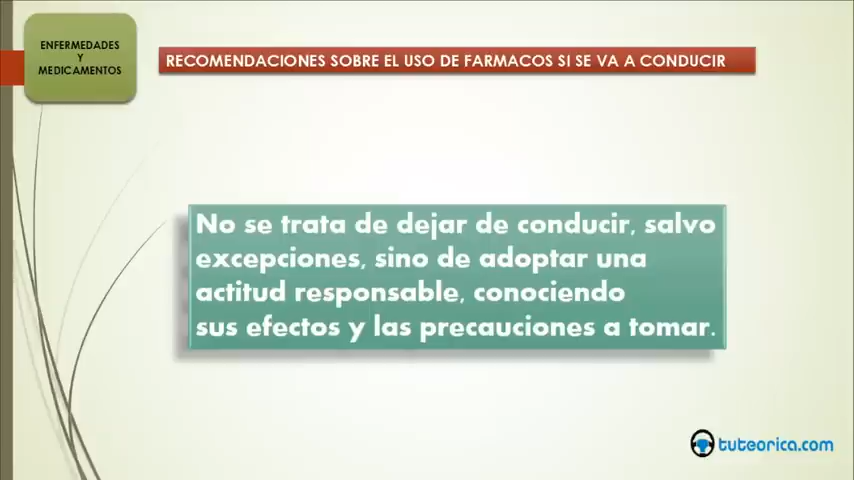 ENFERMEDADES
Y
MEDICAMENTOS
RECOMENDACIONES SOBRE EL USO DE FARMACOS SI SE VA A CONDUCIR
No se trata de dejar de conducir, salvo
excepciones, sino de adoptar una
actitud responsable, conociendo
sus efectos y las precauciones a tomar.
tuteorica.com